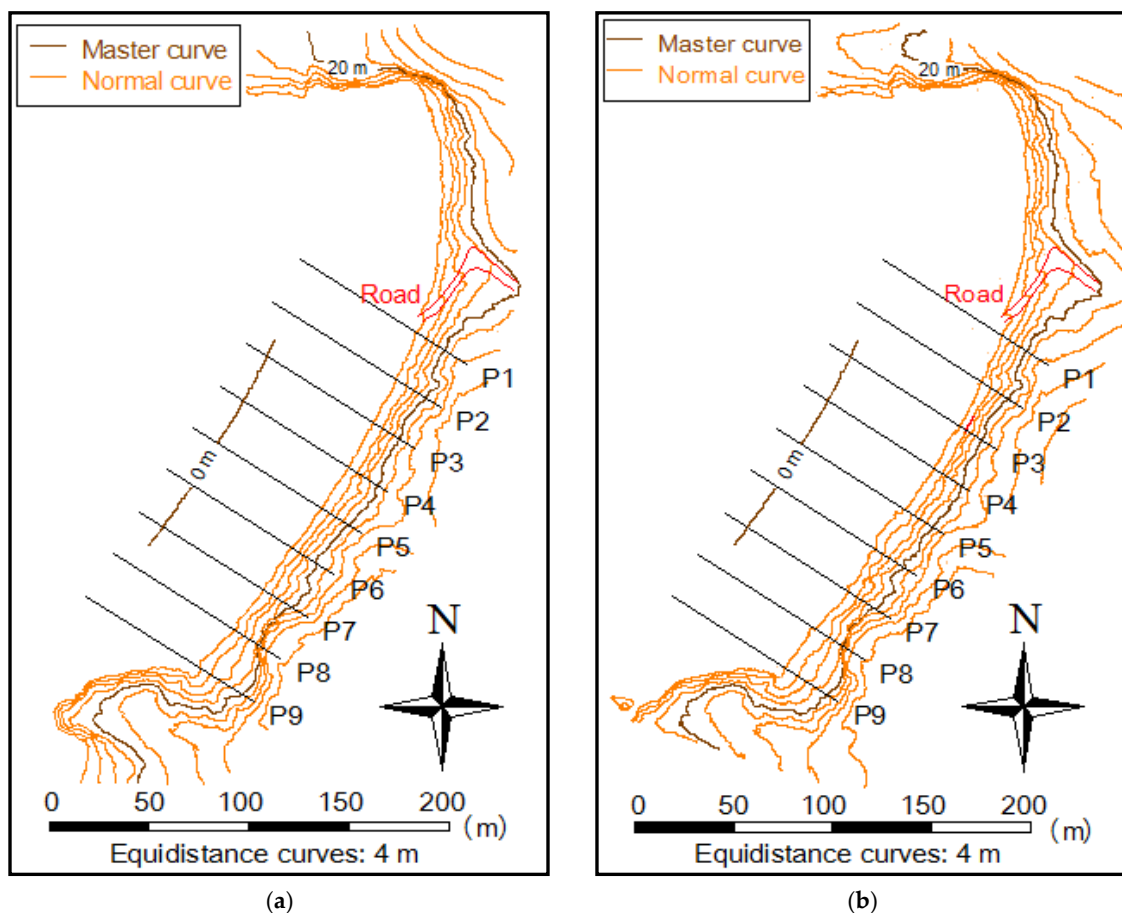 Master curve
Normal curve
20 m
Road
0 m
P1
P2
P3
P4
P5
P6
P7
P8
P9
N
0 50 100 150 200
(m)
Equidistance curves: 4 m
(a)
Master curve
Normal curve
20 m
Road
0 m
P1
P2
P3
P4
P5
P6
P7
P8
P9
N
0 50 100 150 200
(m)
Equidistance curves: 4 m
(b)